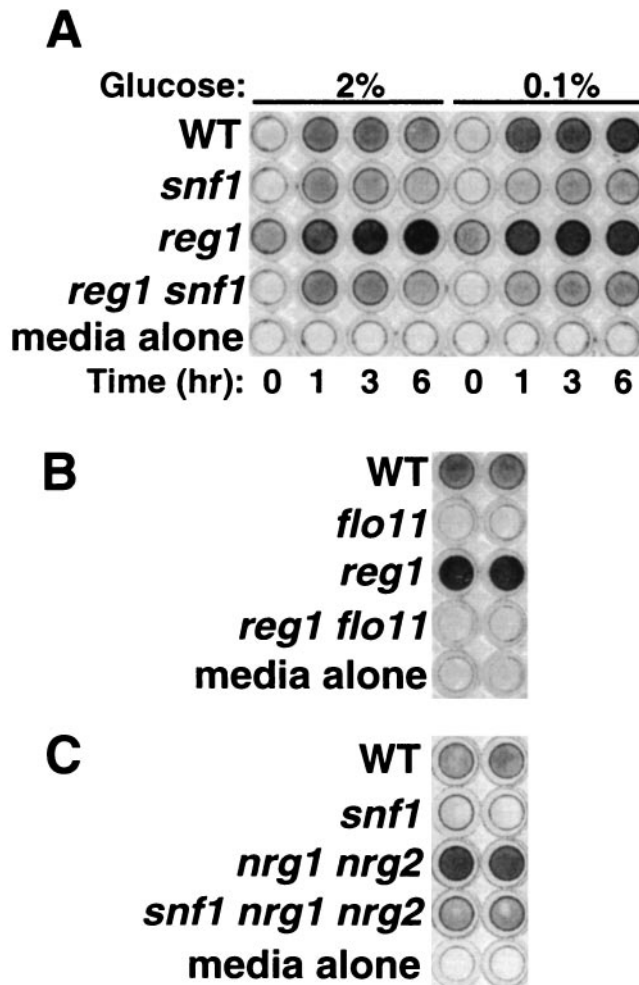 A
Glucose: 2% 0.1%
WT
snf1
reg1
reg1 snf1
media alone
Time (hr): 0 1 3 6 0 1 3 6
B
WT
flo11
reg1
reg1 flo11
media alone
C
WT
snf1
nrg1 nrg2
snf1 nrg1 nrg2
media alone